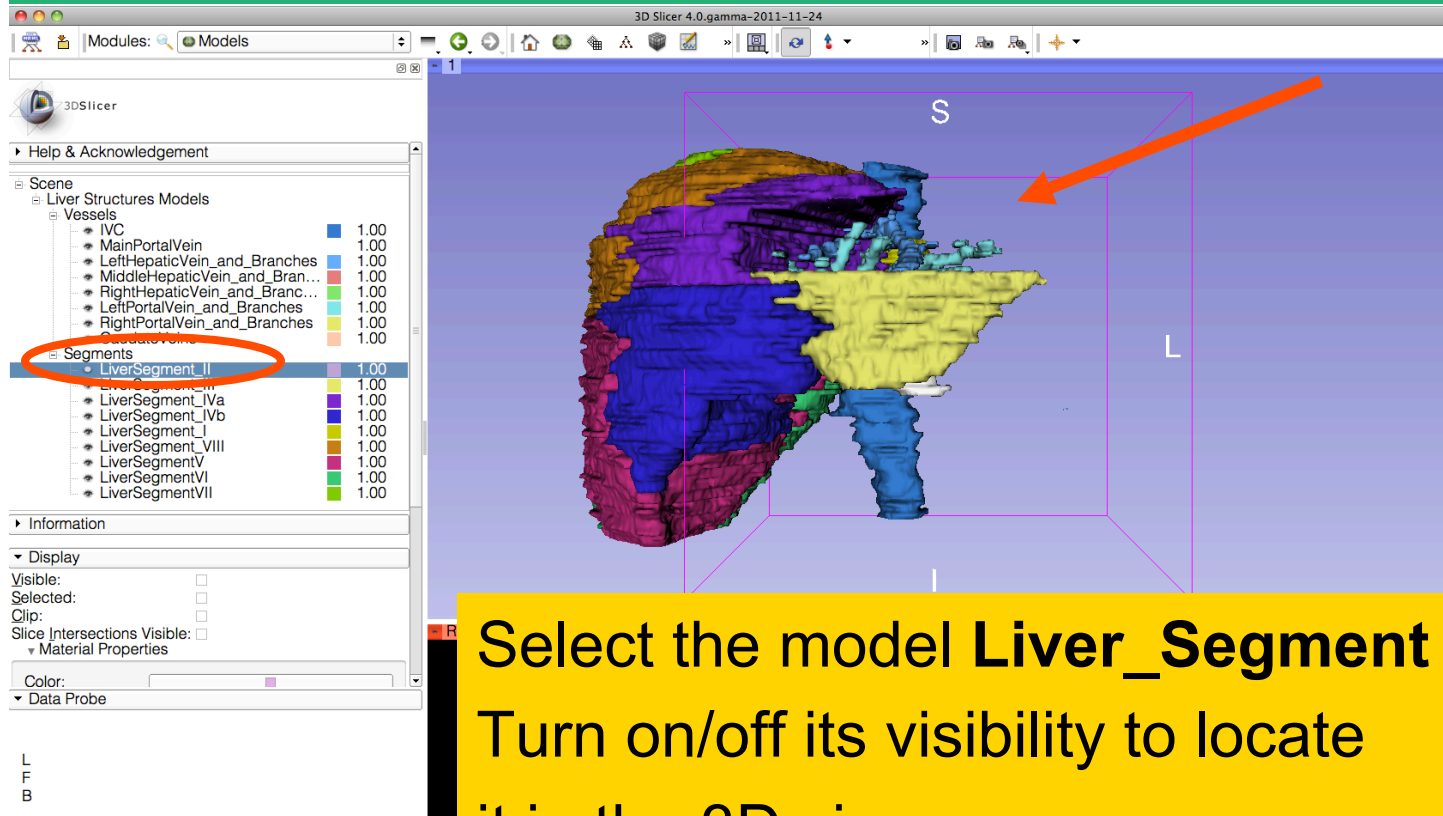 3D Slicer 4.0.gamma-2011-11-24
Modules: Models
1
3DSlicer
Help & Acknowledgement
Scene
Liver Structures Models
Vessels
IVC 1.00
MainPortalVein 1.00
LeftHepaticVein_and_Branches 1.00
MiddleHepaticVein_and_Bran... 1.00
RightHepaticVein_and_Branc... 1.00
LeftPortalVein_and_Branches 1.00
RightPortalVein_and_Branches 1.00
CaudateVeins 1.00
Segments
LiverSegment_II 1.00
LiverSegment_III 1.00
LiverSegment_IVa 1.00
LiverSegment_IVb 1.00
LiverSegment_I 1.00
LiverSegment_VIII 1.00
LiverSegmentV 1.00
LiverSegmentVI 1.00
LiverSegmentVII 1.00
Information
Display
Visible:
Selected:
Clip:
Slice Intersections Visible:
Material Properties
Color:
Data Probe
L
F
B
S
L
I
R
Select the model Liver_Segment
Turn on/off its visibility to locate